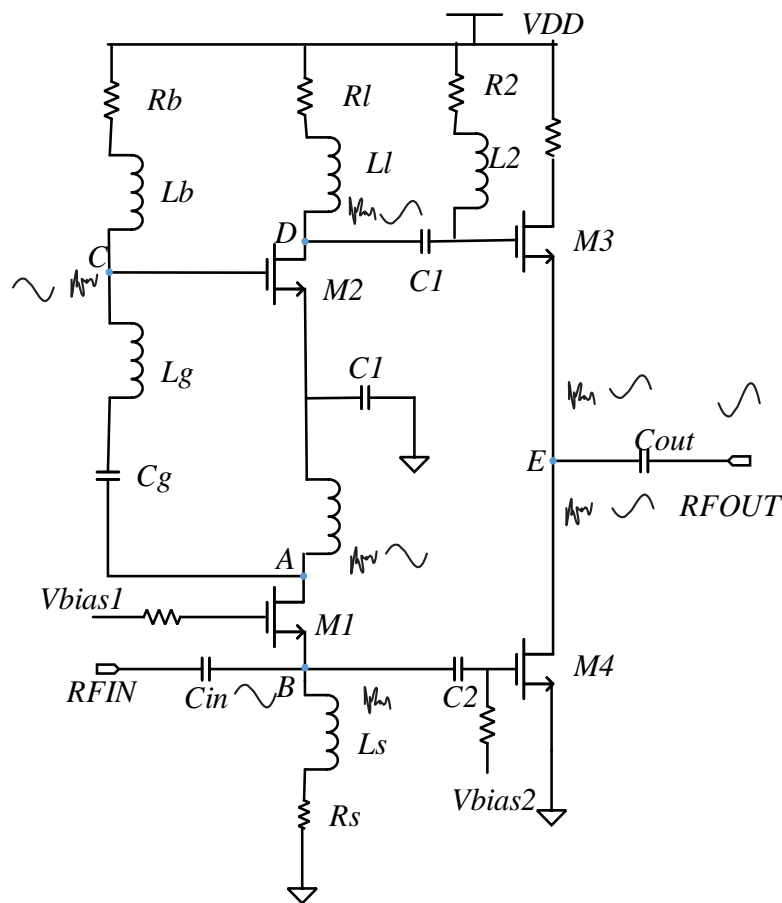 VDD
Rb
Rl
R2
Lb
Ll
L2
C
D
C1
M3
M2
Lg
C1
Cg
E
Cout
RFOUT
A
Vbias1
M1
M4
RFIN
Cin
B
C2
Ls
Vbias2
Rs